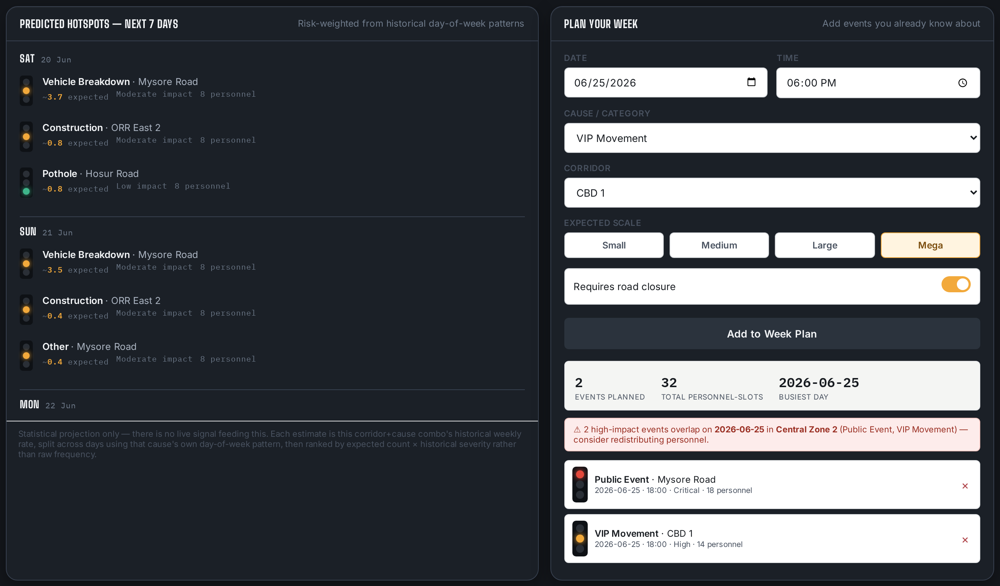 PREDICTED HOTSPOTS — NEXT 7 DAYS
Risk-weighted from historical day-of-week patterns
SAT 20 Jun
Vehicle Breakdown · Mysore Road
~3.7 expected Moderate impact 8 personnel
Construction · ORR East 2
~0.8 expected Moderate impact 8 personnel
Pothole · Hosur Road
~0.8 expected Low impact 8 personnel
SUN 21 Jun
Vehicle Breakdown · Mysore Road
~3.5 expected Moderate impact 8 personnel
Construction · ORR East 2
~0.4 expected Moderate impact 8 personnel
Other · Mysore Road
~0.4 expected Moderate impact 8 personnel
MON 22 Jun
Statistical projection only — there is no live signal feeding this. Each estimate is this corridor+cause combo's historical weekly
rate, split across days using that cause's own day-of-week pattern, then ranked by expected count × historical severity rather
than raw frequency.
PLAN YOUR WEEK
Add events you already know about
DATE TIME
06/25/2026 06:00 PM
CAUSE / CATEGORY
VIP Movement
CORRIDOR
CBD 1
EXPECTED SCALE
Small Medium Large Mega
Requires road closure
Add to Week Plan
2 32 2026-06-25
EVENTS PLANNED TOTAL PERSONNEL-SLOTS BUSIEST DAY
⚠ 2 high-impact events overlap on 2026-06-25 in Central Zone 2 (Public Event, VIP Movement) —
consider redistributing personnel.
Public Event · Mysore Road
2026-06-25 · 18:00 · Critical · 18 personnel
VIP Movement · CBD 1
2026-06-25 · 18:00 · High · 14 personnel